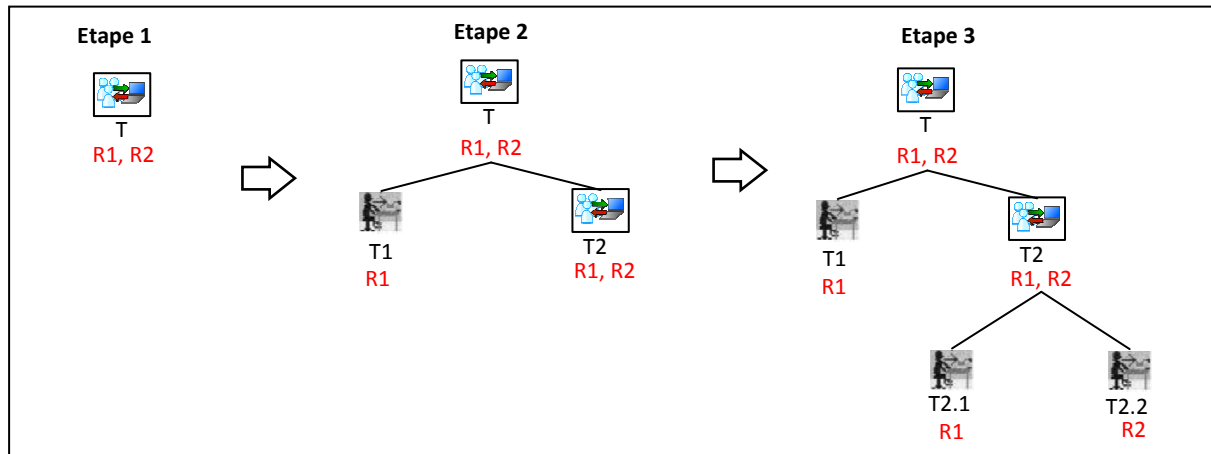 Etape 1
T
R1, R2
Etape 2
T
R1, R2
T1
R1
T2
R1, R2
Etape 3
T
R1, R2
T1
R1
T2
R1, R2
T2.1
R1
T2.2
R2